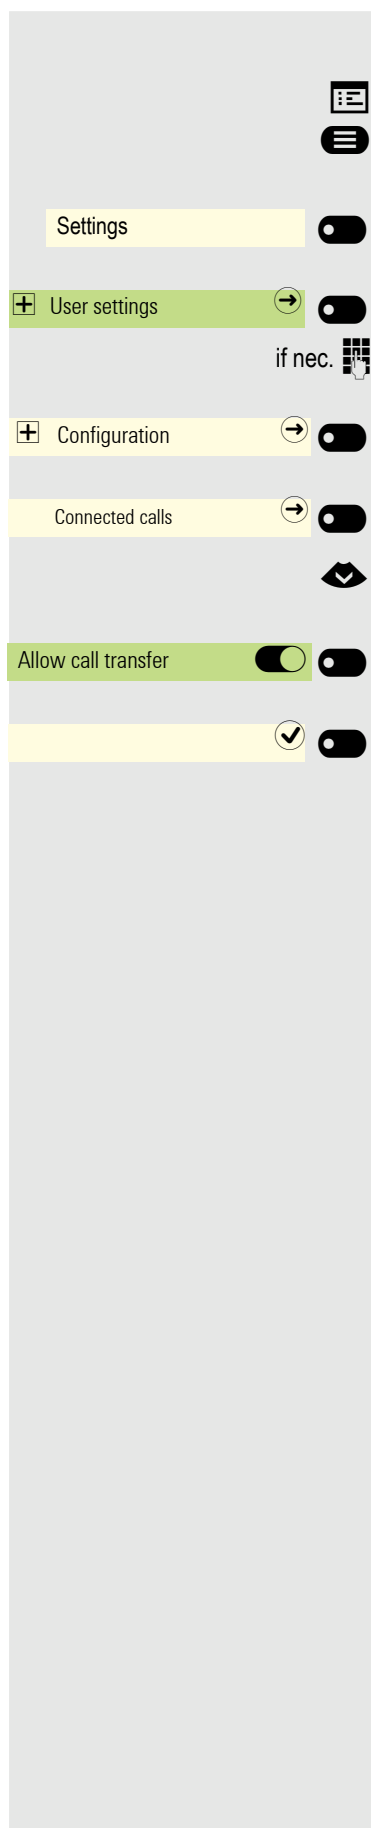 Settings
User settings
if nec.
Configuration
Connected calls
Allow call transfer